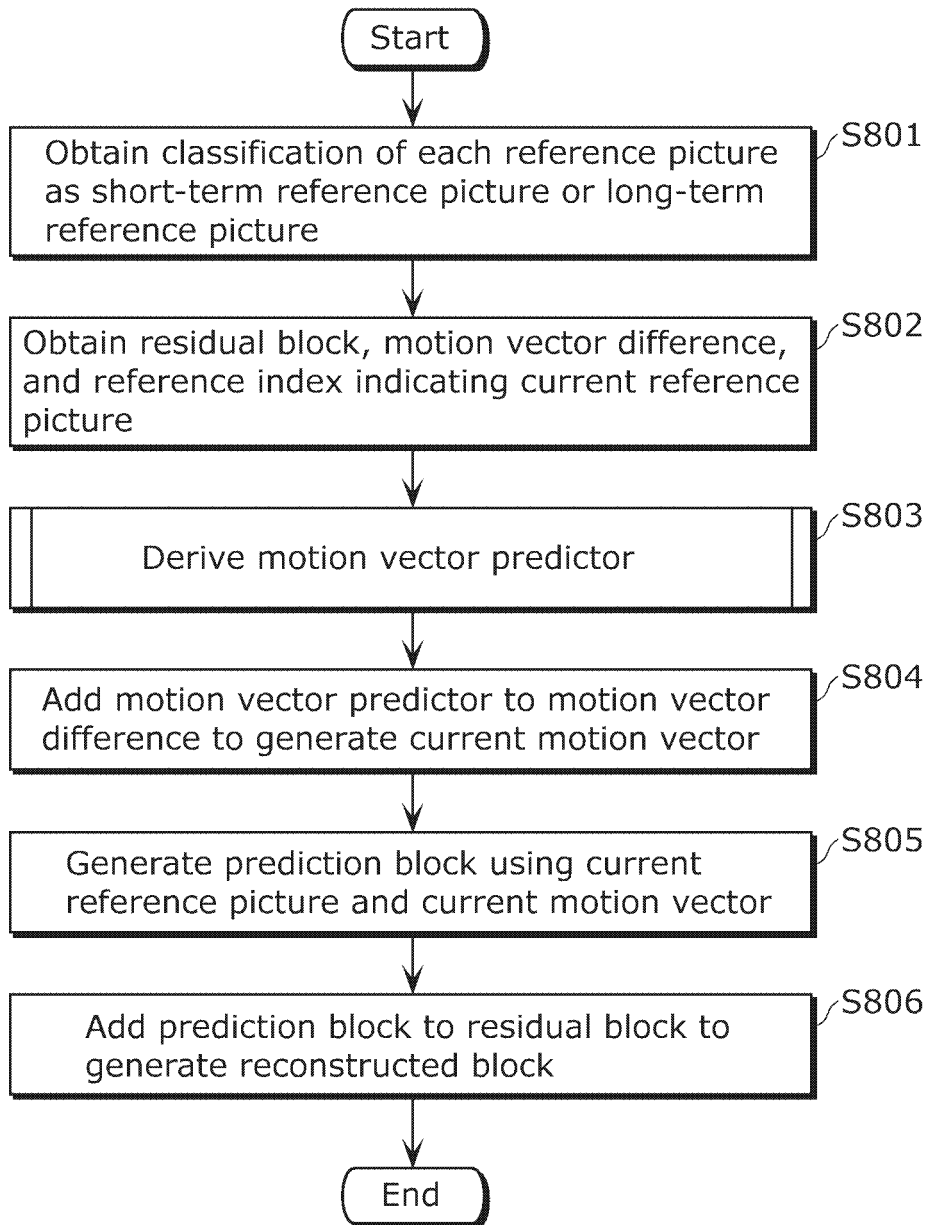 Start
S801
Obtain classification of each reference picture
as short-term reference picture or long-term
reference picture
S802
Obtain residual block, motion vector difference,
and reference index indicating current reference
picture
S803
Derive motion vector predictor
S804
Add motion vector predictor to motion vector
difference to generate current motion vector
S805
Generate prediction block using current
reference picture and current motion vector
S806
Add prediction block to residual block to
generate reconstructed block
End